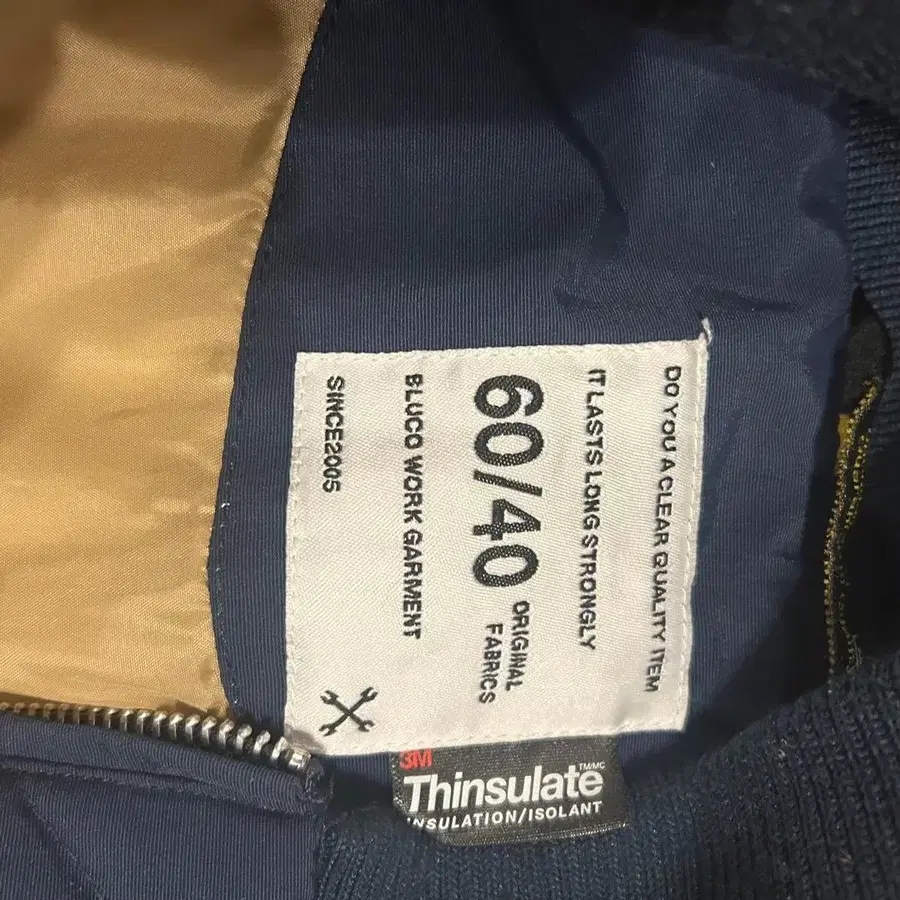 DO YOU A CLEAR QUALITY ITEM
IT LASTS LONG STRONGLY
60/40 ORIGINAL
FABRICS
BLUCO WORK GARMENT
SINCE2005
3M
Thinsulate TM/MC
INSULATION/ISOLANT